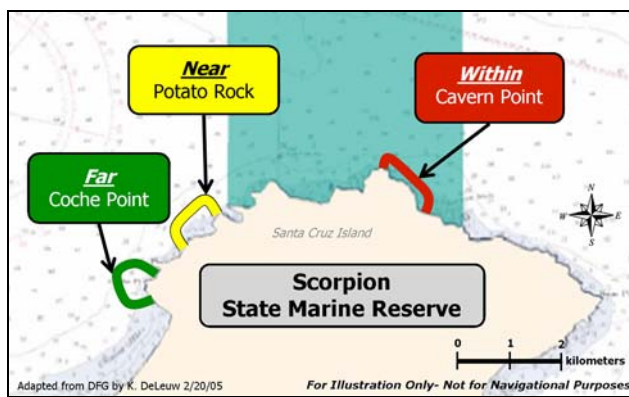 Near
Potato Rock
Within
Cavern Point
Far
Coche Point
N
W
E
S
Santa Cruz Island
Scorpion
State Marine Reserve
0 1 2
kilometers
Adapted from DFG by K. DeLeuw 2/20/05
For Illustration Only- Not for Navigational Purposes